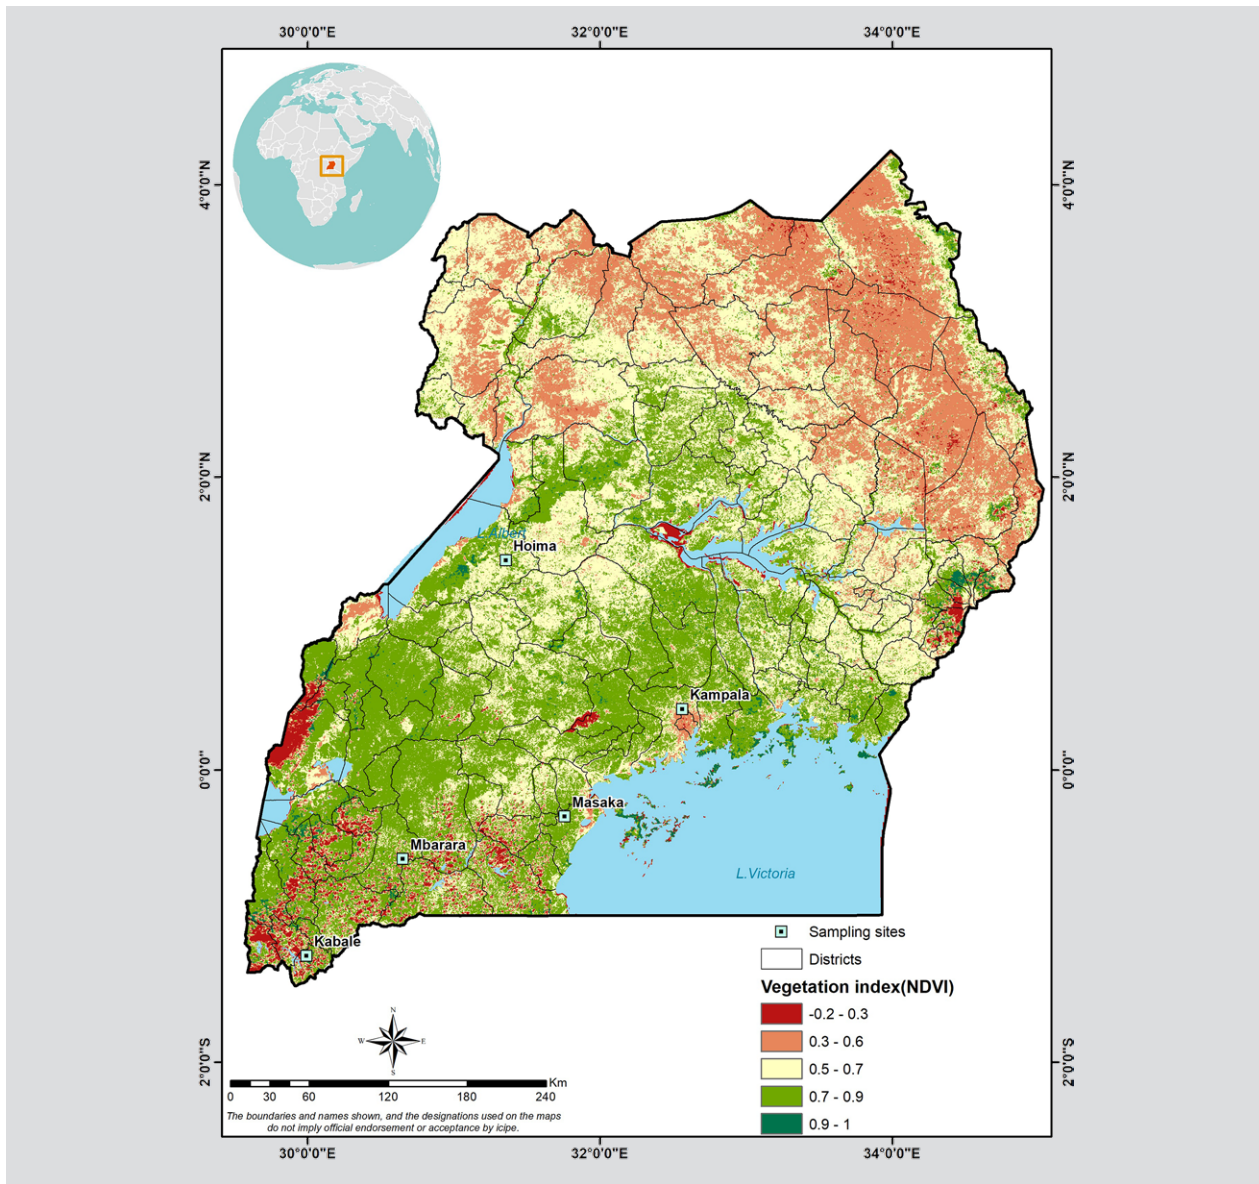 30°0'0"E 32°0'0"E 34°0'0"E
4°0'0"N 4°0'0"N
2°0'0"N 2°0'0"N
L.Albert
Hoima
Kampala
0°0'0" 0°0'0"
Masaka
Mbarara
L.Victoria
Kabale
Sampling sites
Districts
Vegetation index(NDVI)
-0.2 - 0.3
0.3 - 0.6
0.5 - 0.7
0.7 - 0.9
0.9 - 1
N
W E
S
2°0'0"S 2°0'0"S
Km
0 30 60 120 180 240
The boundaries and names shown, and the designations used on the maps
do not imply official endorsement or acceptance by icipe.
30°0'0"E 32°0'0"E 34°0'0"E